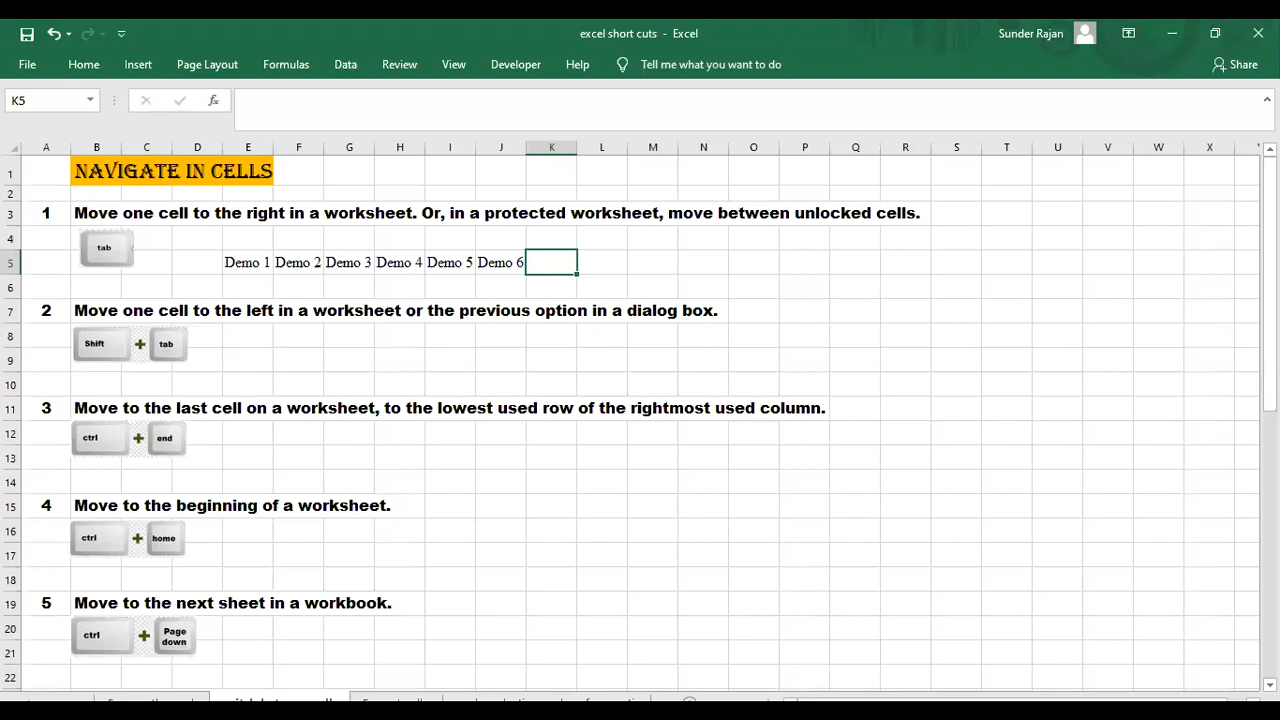 excel short cuts - Excel
Sunder Rajan
File Home Insert Page Layout Formulas Data Review View Developer Help Tell me what you want to do Share
K5 fx
A B C D E F G H I J K L M N O P Q R S T U V W X
1 NAVIGATE IN CELLS
2
3 1 Move one cell to the right in a worksheet. Or, in a protected worksheet, move between unlocked cells.
4 tab
5 Demo 1 Demo 2 Demo 3 Demo 4 Demo 5 Demo 6
6
7 2 Move one cell to the left in a worksheet or the previous option in a dialog box.
8 Shift + tab
9
10
11 3 Move to the last cell on a worksheet, to the lowest used row of the rightmost used column.
12 ctrl + end
13
14
15 4 Move to the beginning of a worksheet.
16 ctrl + home
17
18
19 5 Move to the next sheet in a workbook.
20 ctrl + Page down
21
22